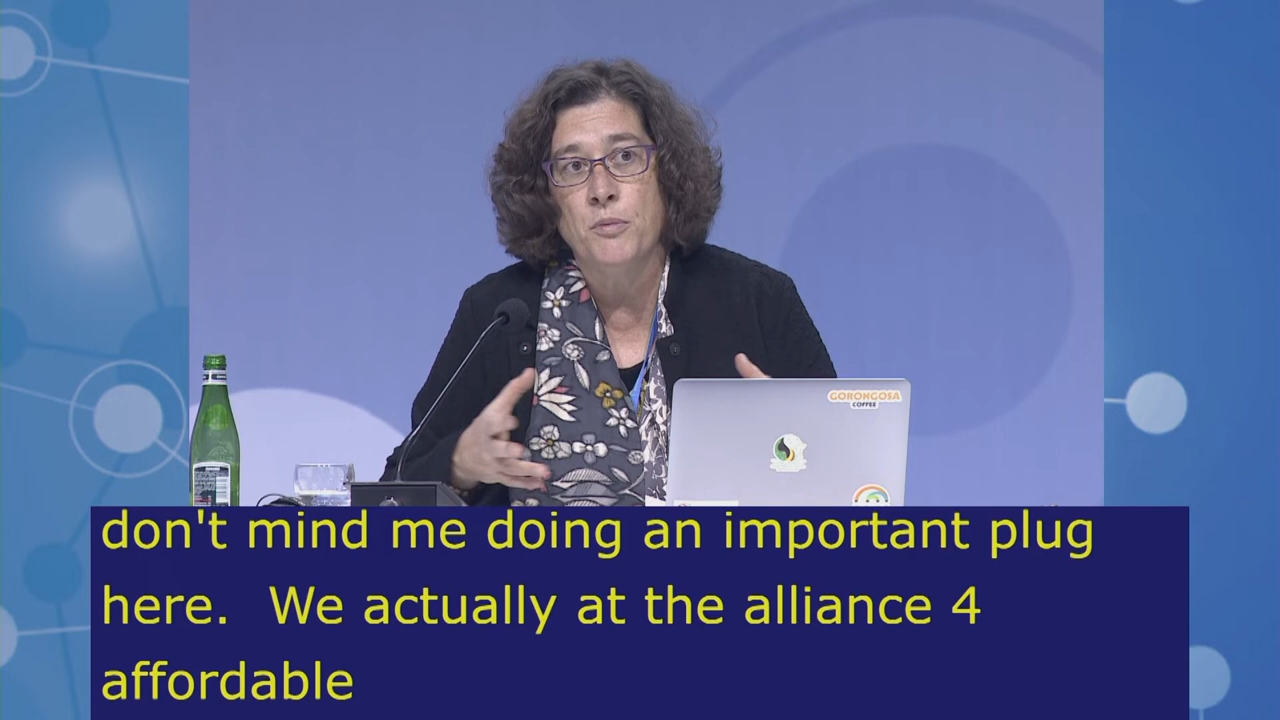 GORONGOSA
COFFEE
don't mind me doing an important plug
here. We actually at the alliance 4
affordable